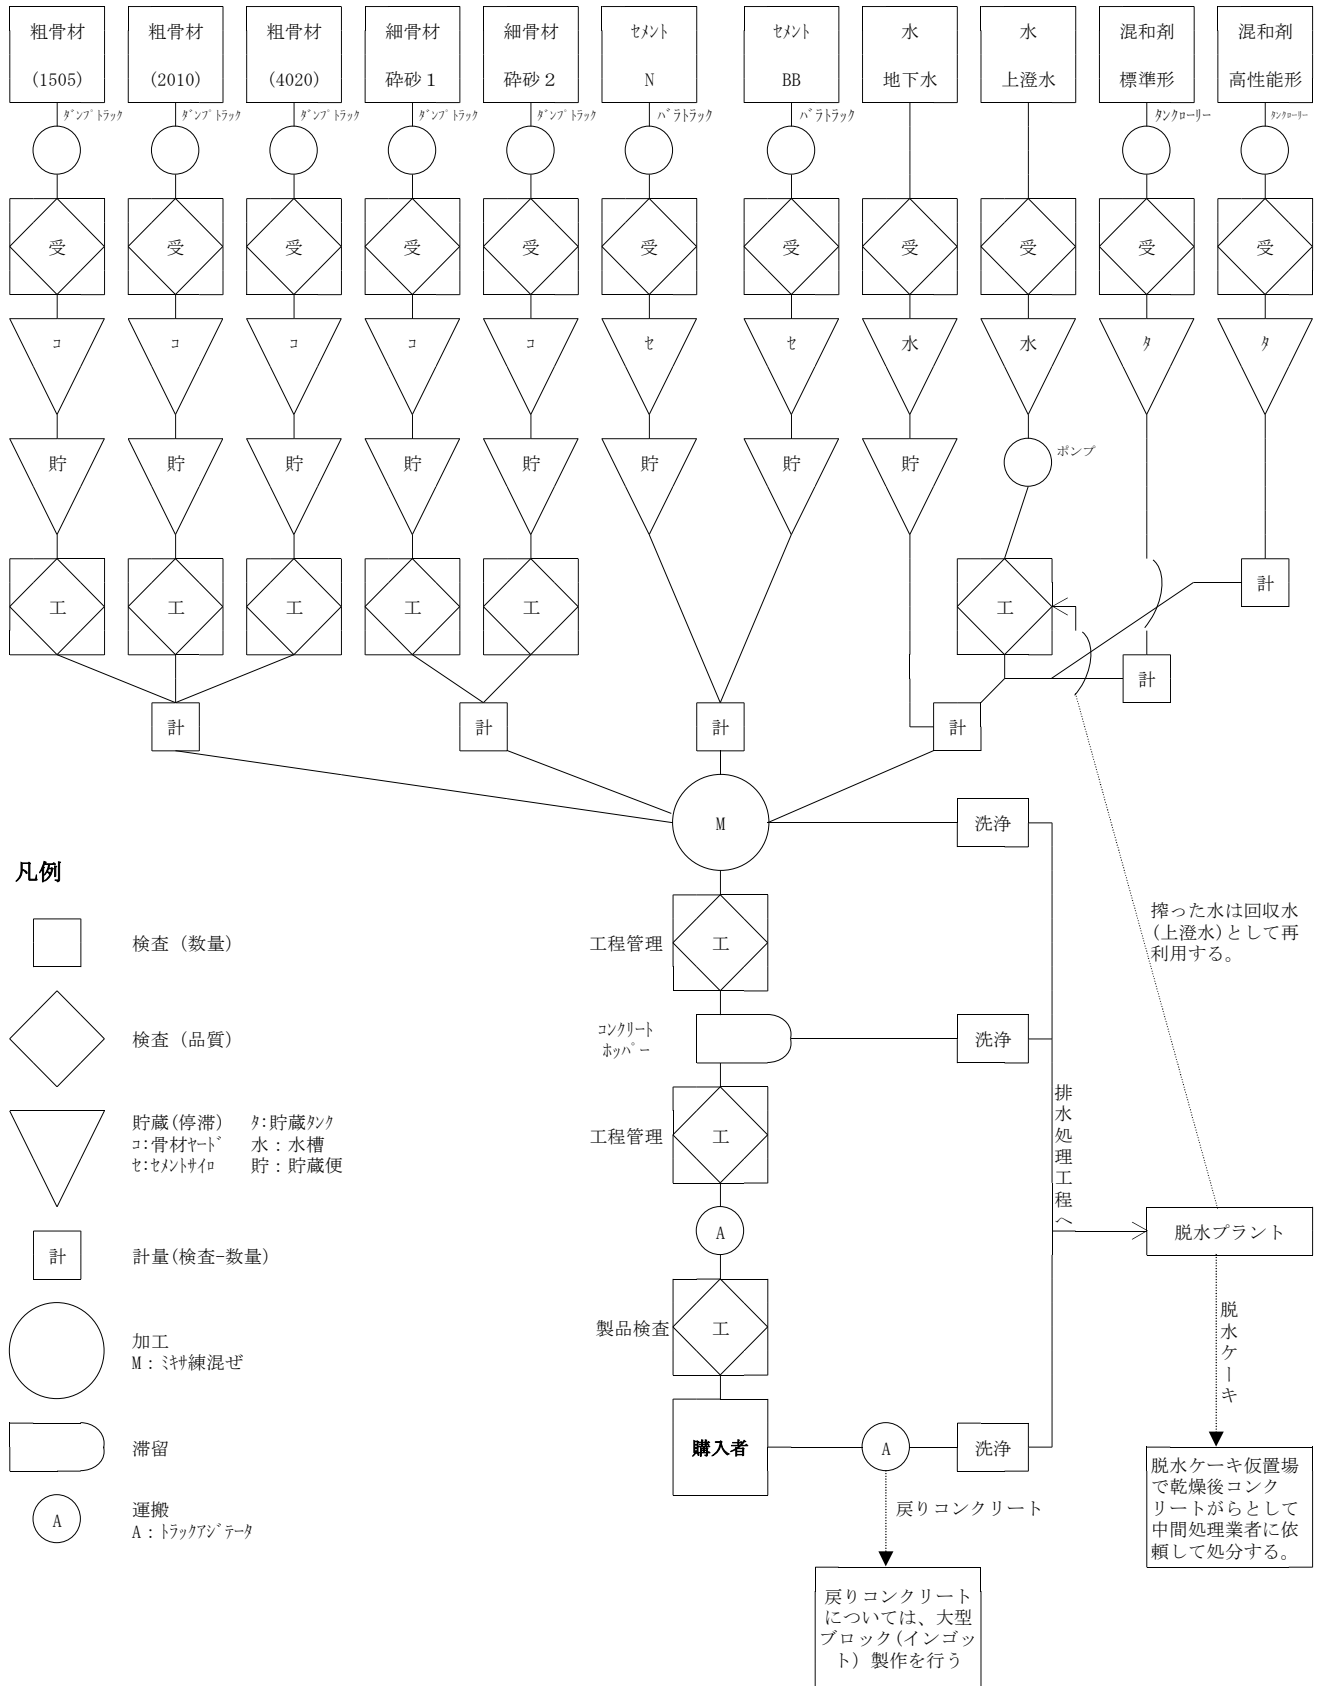 粗骨材 粗骨材 粗骨材 細骨材 細骨材 ｾﾒﾝﾄ ｾﾒﾝﾄ 水 水 混和剤 混和剤
(1505) (2010) (4020) 砕砂１ 砕砂２ N BB 地下水 上澄水 標準形 高性能形
ﾀﾞﾝﾌﾟﾄﾗｯｸ ﾀﾞﾝﾌﾟﾄﾗｯｸ ﾀﾞﾝﾌﾟﾄﾗｯｸ ﾀﾞﾝﾌﾟﾄﾗｯｸ ﾀﾞﾝﾌﾟﾄﾗｯｸ ﾊﾞﾗﾄﾗｯｸ ﾊﾞﾗﾄﾗｯｸ ﾀﾝｸﾛｰﾘｰ ﾀﾝｸﾛｰﾘｰ
受 受 受 受 受 受 受 受 受 受 受
コ コ コ コ コ セ セ 水 水 タ タ
貯 貯 貯 貯 貯 貯 貯 貯 ポンプ
工 工 工 工 工 工 計
計
計 計 計 計
M 洗浄
凡例
検査（数量）
工程管理 工
搾った水は回収水
(上澄水)として再
利用する。
検査（品質）
ｺﾝｸﾘｰﾄ
ﾎｯﾊﾟｰ
洗浄
貯蔵(停滞) ﾀ:貯蔵ﾀﾝｸ
ｺ:骨材ﾔｰﾄﾞ 水：水槽
ｾ:ｾﾒﾝﾄｻｲﾛ 貯：貯蔵便
工程管理 工
排水処理工程へ
計 計量(検査-数量)
A
脱水プラント
加工
M：ﾐｷｻ練混ぜ
製品検査 工
脱水ケーキ
滞留
購入者 A 洗浄
脱水ケーキ仮置場
で乾燥後コンク
リートがらとして
中間処理業者に依
頼して処分する。
A 運搬
A：ﾄﾗｯｸｱｼﾞﾃｰﾀ
戻りコンクリート
戻りコンクリート
については、大型
ブロック(インゴッ
ト）製作を行う